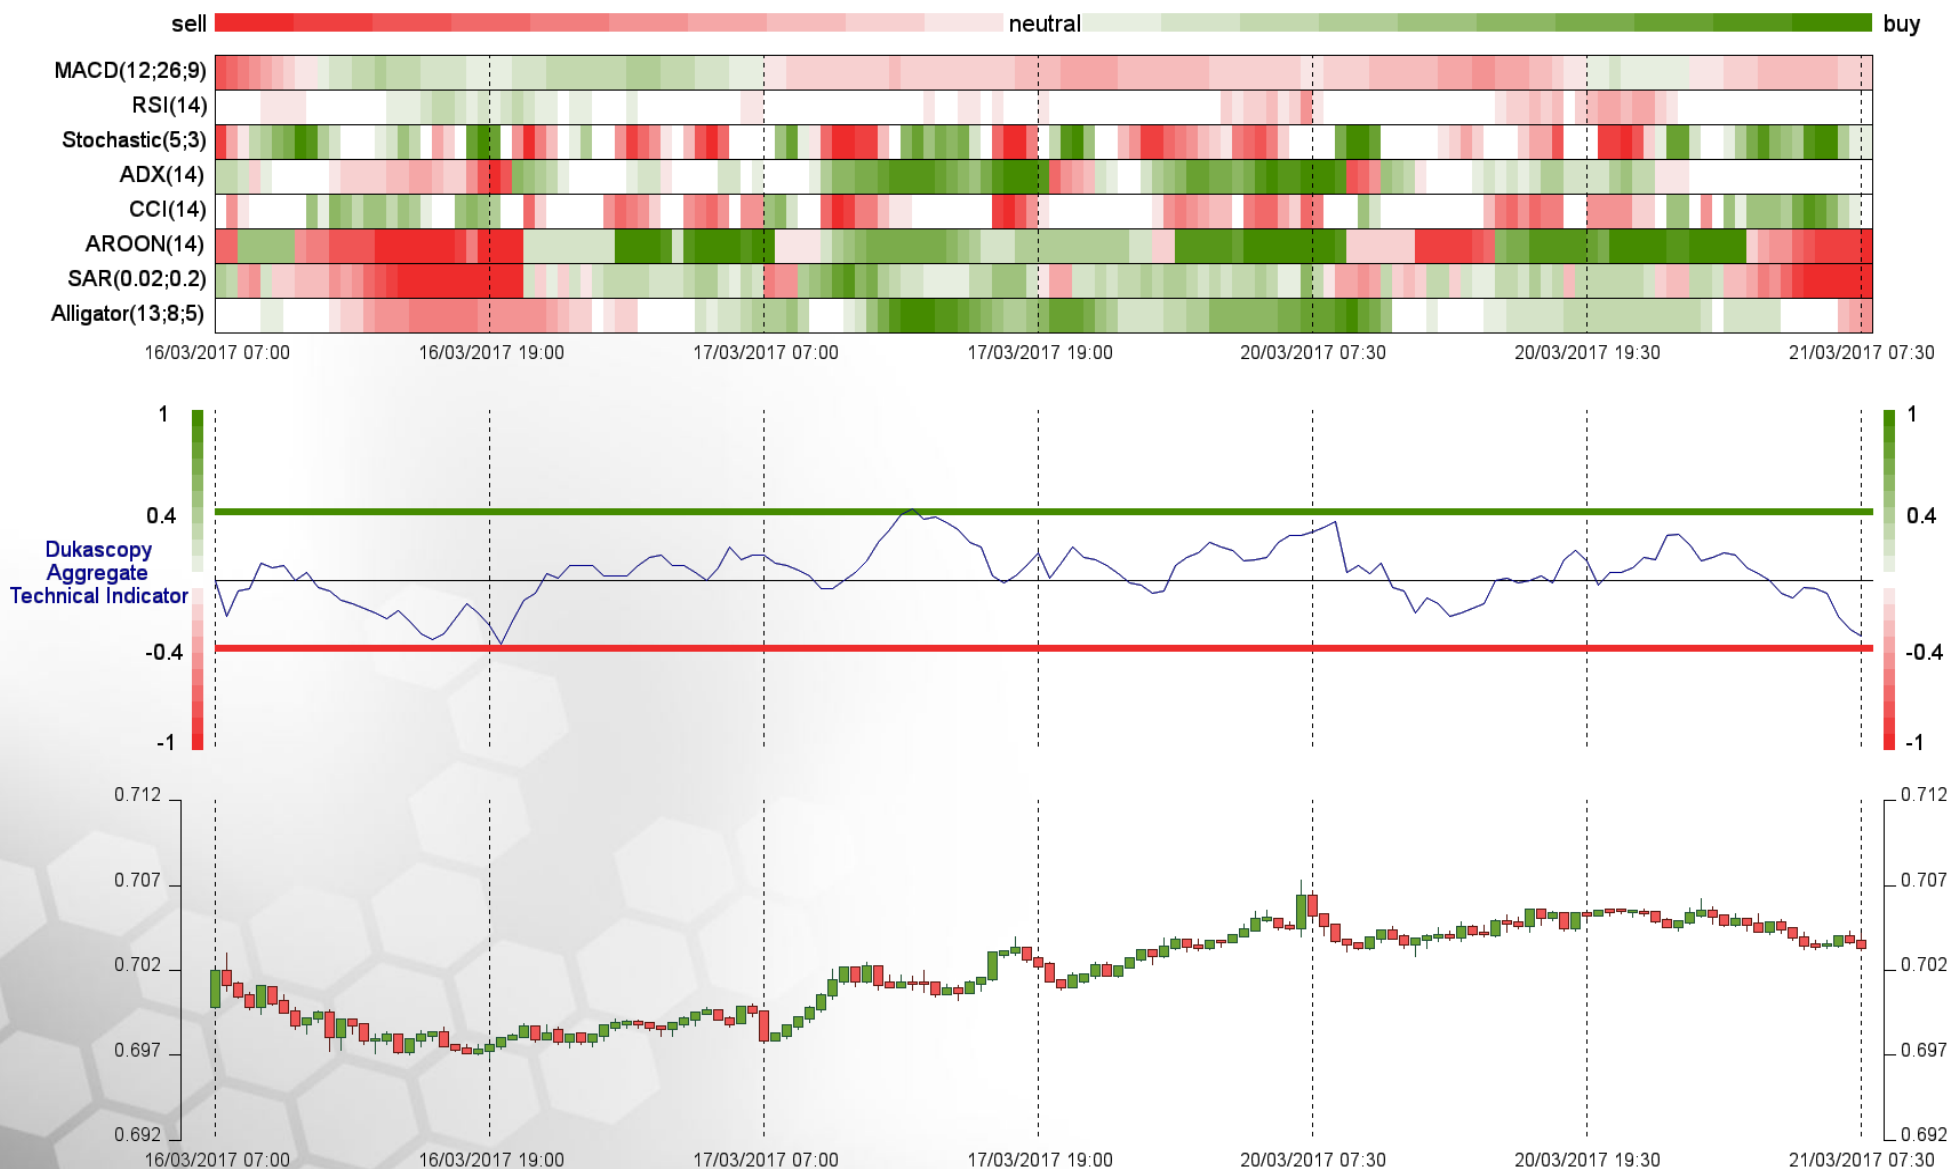 sell neutral buy
MACD(12;26;9)
RSI(14)
Stochastic(5;3)
ADX(14)
CCI(14)
AROON(14)
SAR(0.02;0.2)
Alligator(13;8;5)
16/03/2017 07:00 16/03/2017 19:00 17/03/2017 07:00 17/03/2017 19:00 20/03/2017 07:30 20/03/2017 19:30 21/03/2017 07:30
1 1
0.4 0.4
Dukascopy
Aggregate
Technical Indicator
-0.4 -0.4
-1 -1
0.712 0.712
0.707 0.707
0.702 0.702
0.697 0.697
0.692 0.692
16/03/2017 07:00 16/03/2017 19:00 17/03/2017 07:00 17/03/2017 19:00 20/03/2017 07:30 20/03/2017 19:30 21/03/2017 07:30